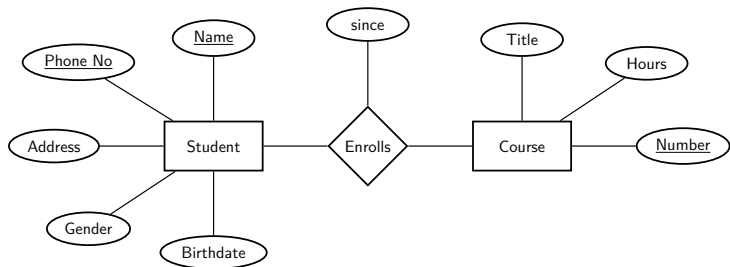 since
Name
Title
Phone No
Hours
Address
Student
Enrolls
Course
Number
Gender
Birthdate